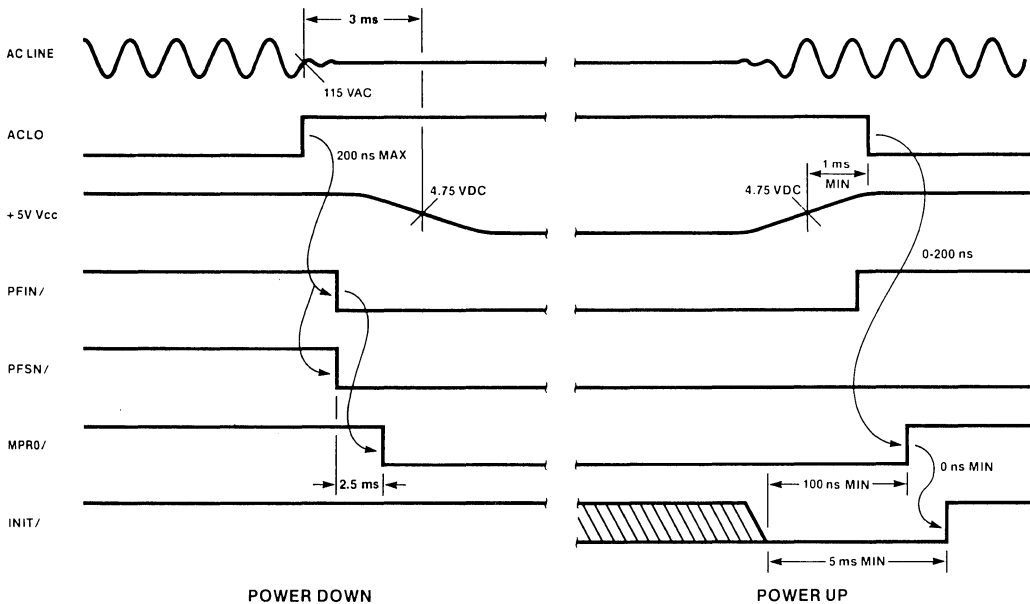 3 ms
AC LINE
115 VAC
ACLO
200 ns MAX
1 ms
MIN
4.75 VDC
4.75 VDC
+5V Vcc
0-200 ns
PFIN/
PFSN/
MPR0/
0 ns MIN
2.5 ms
100 ns MIN
INIT/
5 ms MIN
POWER DOWN
POWER UP